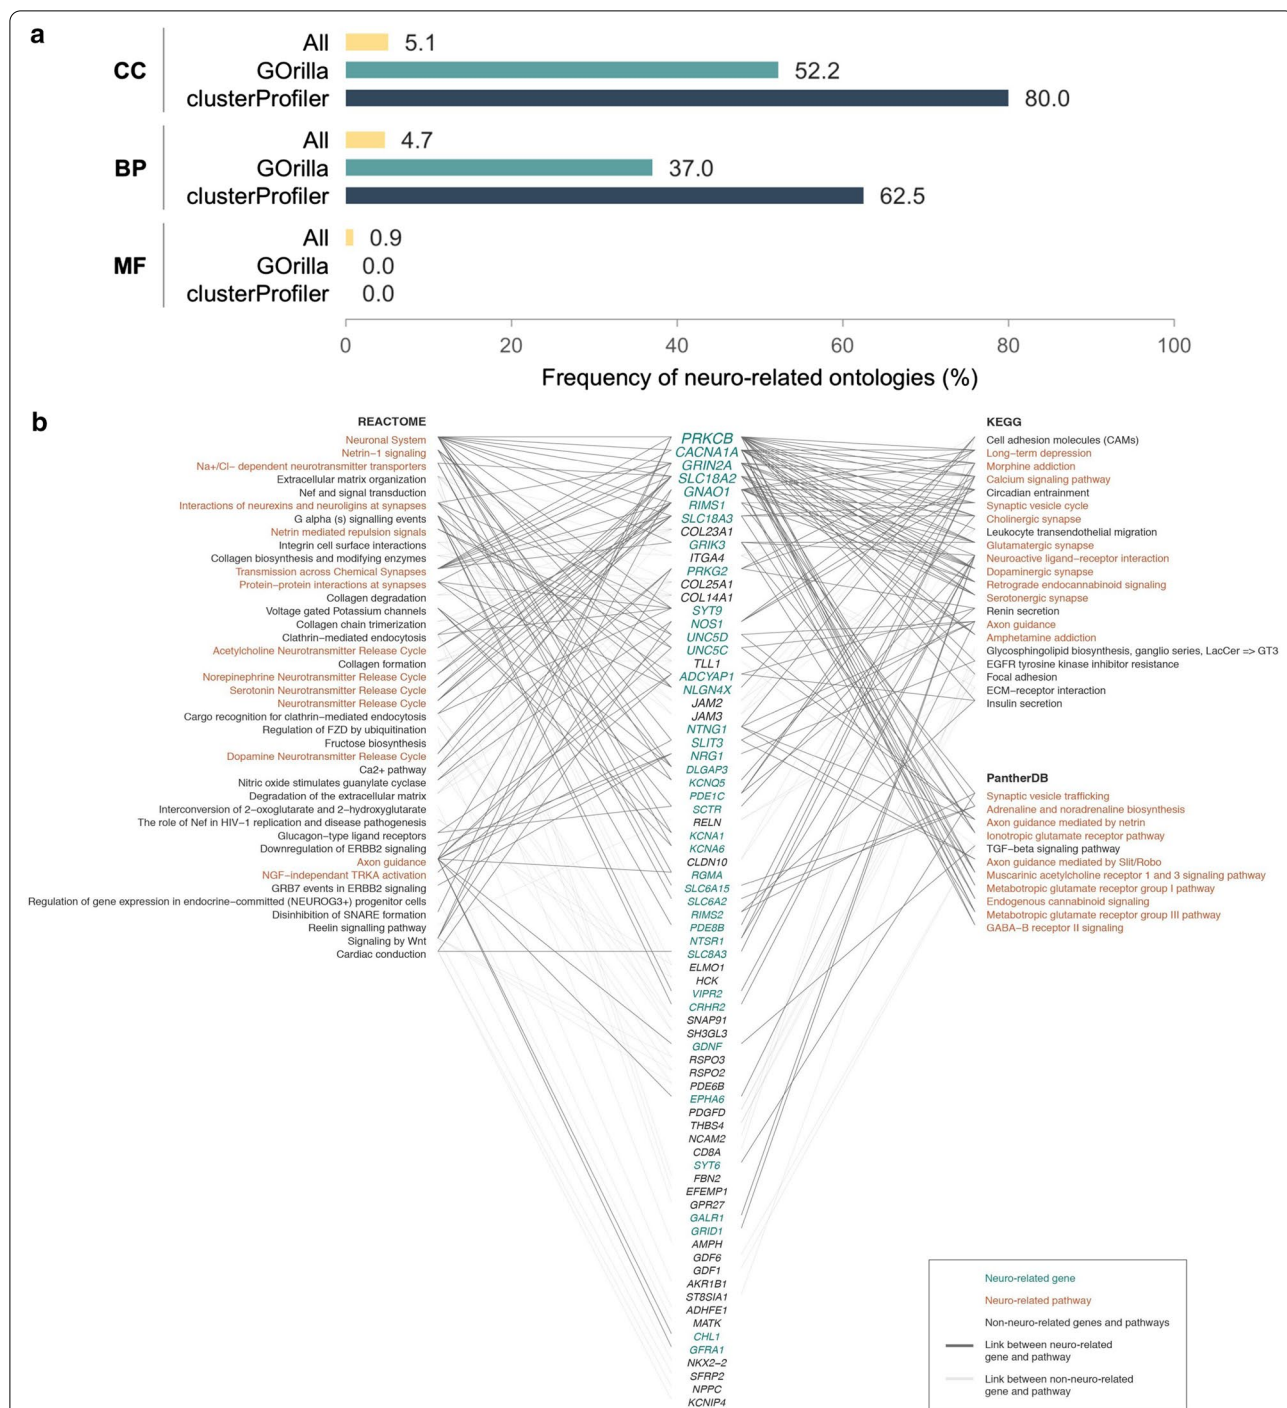 a
CC
All 5.1
GOrilla 52.2
clusterProfiler 80.0
BP
All 4.7
GOrilla 37.0
clusterProfiler 62.5
MF
All 0.9
GOrilla 0.0
clusterProfiler 0.0
0 20 40 60 80 100
Frequency of neuro-related ontologies (%)
b
REACTOME
Neuronal System
Netrin−1 signaling
Na+/Cl− dependent neurotransmitter transporters
Extracellular matrix organization
Nef and signal transduction
Interactions of neurexins and neuroligins at synapses
G alpha (s) signalling events
Netrin mediated repulsion signals
Integrin cell surface interactions
Collagen biosynthesis and modifying enzymes
Transmission across Chemical Synapses
Protein−protein interactions at synapses
Collagen degradation
Voltage gated Potassium channels
Collagen chain trimerization
Clathrin−mediated endocytosis
Acetylcholine Neurotransmitter Release Cycle
Collagen formation
Norepinephrine Neurotransmitter Release Cycle
Serotonin Neurotransmitter Release Cycle
Neurotransmitter Release Cycle
Cargo recognition for clathrin−mediated endocytosis
Regulation of FZD by ubiquitination
Fructose biosynthesis
Dopamine Neurotransmitter Release Cycle
Ca2+ pathway
Nitric oxide stimulates guanylate cyclase
Degradation of the extracellular matrix
Interconversion of 2−oxoglutarate and 2−hydroxyglutarate
The role of Nef in HIV−1 replication and disease pathogenesis
Glucagon−type ligand receptors
Downregulation of ERBB2 signaling
Axon guidance
NGF−independant TRKA activation
GRB7 events in ERBB2 signaling
Regulation of gene expression in endocrine−committed (NEUROG3+) progenitor cells
Disinhibition of SNARE formation
Reelin signalling pathway
Signaling by Wnt
Cardiac conduction
PRKCB
CACNA1A
GRIN2A
SLC18A2
GNAO1
RIMS1
SLC18A3
COL23A1
GRIK3
ITGA4
PRKG2
COL25A1
COL14A1
SYT9
NOS1
UNC5D
UNC5C
TLL1
ADCYAP1
NLGN4X
JAM2
JAM3
NTNG1
SLIT3
NRG1
DLGAP3
KCNQ5
PDE1C
SCTR
RELN
KCNA1
KCNA6
CLDN10
RGMA
SLC6A15
SLC6A2
RIMS2
PDE8B
NTSR1
SLC8A3
ELMO1
HCK
VIPR2
CRHR2
SNAP91
SH3GL3
GDNF
RSPO3
RSPO2
PDE6B
EPHA6
PDGFD
THBS4
NCAM2
CD8A
SYT6
FBN2
EFEMP1
GPR27
GALR1
GRID1
AMPH
GDF6
GDF1
AKR1B1
ST8SIA1
ADHFE1
MATK
CHL1
GFRA1
NKX2−2
SFRP2
NPPC
KCNIP4
KEGG
Cell adhesion molecules (CAMs)
Long−term depression
Morphine addiction
Calcium signaling pathway
Circadian entrainment
Synaptic vesicle cycle
Cholinergic synapse
Leukocyte transendothelial migration
Glutamatergic synapse
Neuroactive ligand−receptor interaction
Dopaminergic synapse
Retrograde endocannabinoid signaling
Serotonergic synapse
Renin secretion
Axon guidance
Amphetamine addiction
Glycosphingolipid biosynthesis, ganglio series, LacCer => GT3
EGFR tyrosine kinase inhibitor resistance
Focal adhesion
ECM−receptor interaction
Insulin secretion
PantherDB
Synaptic vesicle trafficking
Adrenaline and noradrenaline biosynthesis
Axon guidance mediated by netrin
Ionotropic glutamate receptor pathway
TGF−beta signaling pathway
Axon guidance mediated by Slit/Robo
Muscarinic acetylcholine receptor 1 and 3 signaling pathway
Metabotropic glutamate receptor group I pathway
Endogenous cannabinoid signaling
Metabotropic glutamate receptor group III pathway
GABA−B receptor II signaling
Neuro-related gene
Neuro-related pathway
Non-neuro-related genes and pathways
Link between neuro-related
gene and pathway
Link between non-neuro-related
gene and pathway